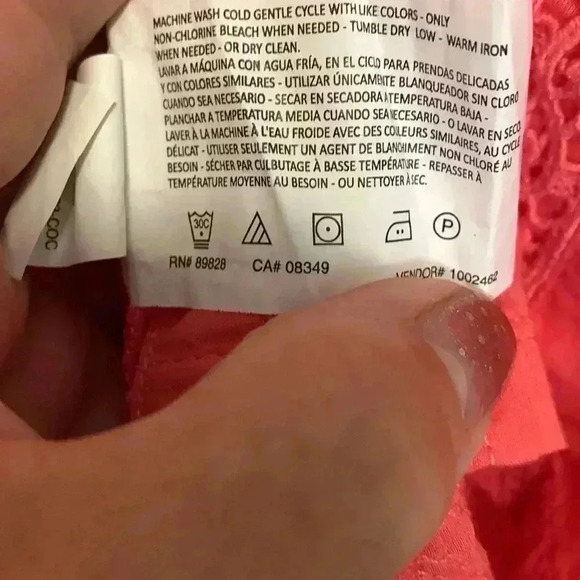 MACHINE WASH COLD GENTLE CYCLE WITH LIKE COLORS - ONLY
NON-CHLORINE BLEACH WHEN NEEDED - TUMBLE DRY LOW - WARM IRON
WHEN NEEDED - OR DRY CLEAN.
LAVAR A MÁQUINA CON AGUA FRÍA, EN EL CICLO PARA PRENDAS DELICADAS
Y CON COLORES SIMILARES - UTILIZAR ÚNICAMENTE BLANQUEADOR SIN CLORO
CUANDO SEA NECESARIO - SECAR EN SECADORA A TEMPERATURA BAJA -
PLANCHAR A TEMPERATURA MEDIA CUANDO SEA NECESARIO - O LAVAR EN SECO.
LAVER À LA MACHINE À L'EAU FROIDE AVEC DES COULEURS SIMILAIRES, AU CYCLE
DÉLICAT - UTILISER SEULEMENT UN AGENT DE BLANCHIMENT NON CHLORÉ AU
BESOIN - SÉCHER PAR CULBUTAGE À BASSE TEMPÉRATURE - REPASSER À
TEMPÉRATURE MOYENNE AU BESOIN - OU NETTOYER À SEC.
30C P
RN# 89828 CA# 08349 VENDOR# 1002462